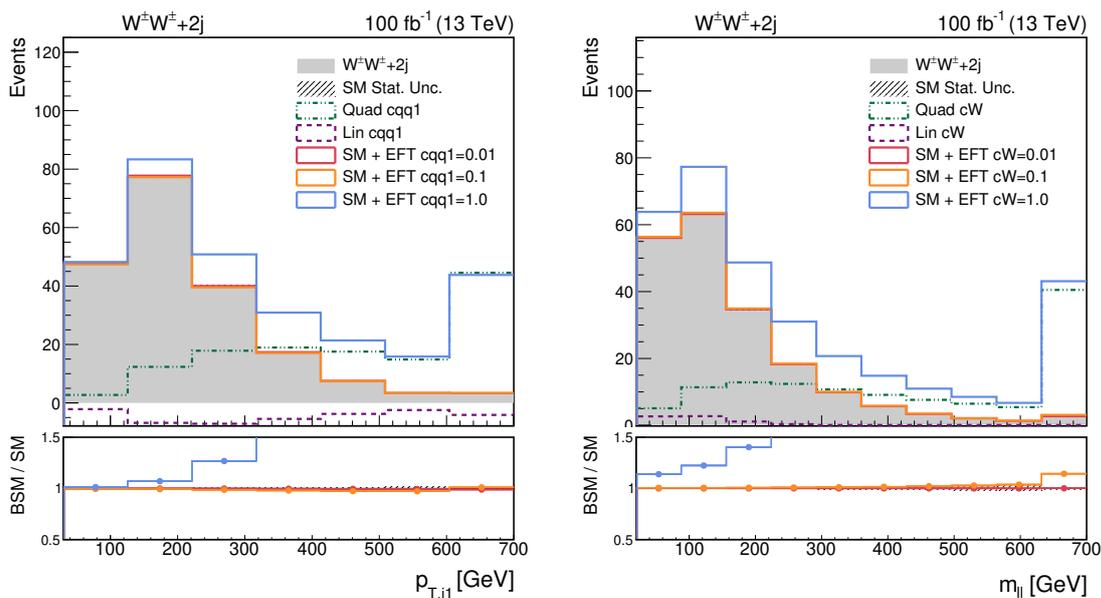 W±W±+2j 100 fb⁻¹ (13 TeV)
Events
120
100
80
60
40
20
0
W±W±+2j
SM Stat. Unc.
Quad cqq1
Lin cqq1
SM + EFT cqq1=0.01
SM + EFT cqq1=0.1
SM + EFT cqq1=1.0
BSM / SM
1.5
1
0.5
100 200 300 400 500 600 700
p_T,j1 [GeV]
W±W±+2j 100 fb⁻¹ (13 TeV)
Events
100
80
60
40
20
0
W±W±+2j
SM Stat. Unc.
Quad cW
Lin cW
SM + EFT cW=0.01
SM + EFT cW=0.1
SM + EFT cW=1.0
BSM / SM
1.5
1
0.5
100 200 300 400 500 600 700
m_ll [GeV]